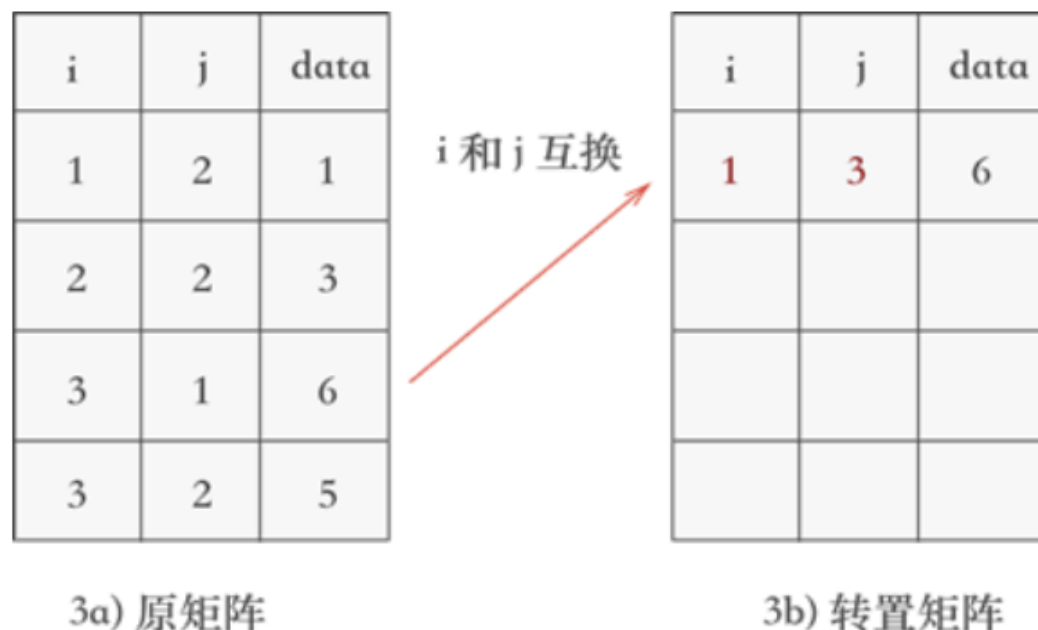 i j data
1 2 1
2 2 3
3 1 6
3 2 5
i 和 j 互换
i j data
1 3 6
3a) 原矩阵
3b) 转置矩阵